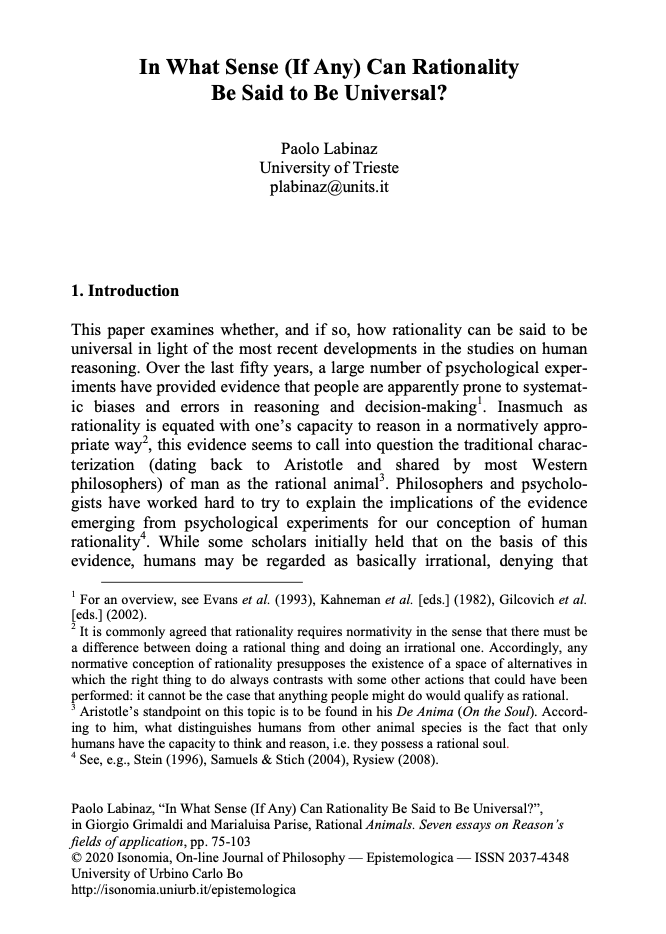 In What Sense (If Any) Can Rationality
Be Said to Be Universal?
Paolo Labinaz
University of Trieste
plabinaz@units.it
1. Introduction
This paper examines whether, and if so, how rationality can be said to be
universal in light of the most recent developments in the studies on human
reasoning. Over the last fifty years, a large number of psychological exper-
iments have provided evidence that people are apparently prone to systemat-
ic biases and errors in reasoning and decision-making1. Inasmuch as
rationality is equated with one’s capacity to reason in a normatively appro-
priate way2, this evidence seems to call into question the traditional charac-
terization (dating back to Aristotle and shared by most Western
philosophers) of man as the rational animal3. Philosophers and psycholo-
gists have worked hard to try to explain the implications of the evidence
emerging from psychological experiments for our conception of human
rationality4. While some scholars initially held that on the basis of this
evidence, humans may be regarded as basically irrational, denying that
1 For an overview, see Evans et al. (1993), Kahneman et al. [eds.] (1982), Gilcovich et al.
[eds.] (2002).
2 It is commonly agreed that rationality requires normativity in the sense that there must be
a difference between doing a rational thing and doing an irrational one. Accordingly, any
normative conception of rationality presupposes the existence of a space of alternatives in
which the right thing to do always contrasts with some other actions that could have been
performed: it cannot be the case that anything people might do would qualify as rational.
3 Aristotle’s standpoint on this topic is to be found in his De Anima (On the Soul). Accord-
ing to him, what distinguishes humans from other animal species is the fact that only
humans have the capacity to think and reason, i.e. they possess a rational soul.
4 See, e.g., Stein (1996), Samuels & Stich (2004), Rysiew (2008).
Paolo Labinaz, “In What Sense (If Any) Can Rationality Be Said to Be Universal?”,
in Giorgio Grimaldi and Marialuisa Parise, Rational Animals. Seven essays on Reason’s
fields of application, pp. 75-103
© 2020 Isonomia, On-line Journal of Philosophy — Epistemologica — ISSN 2037-4348
University of Urbino Carlo Bo
http://isonomia.uniurb.it/epistemologica